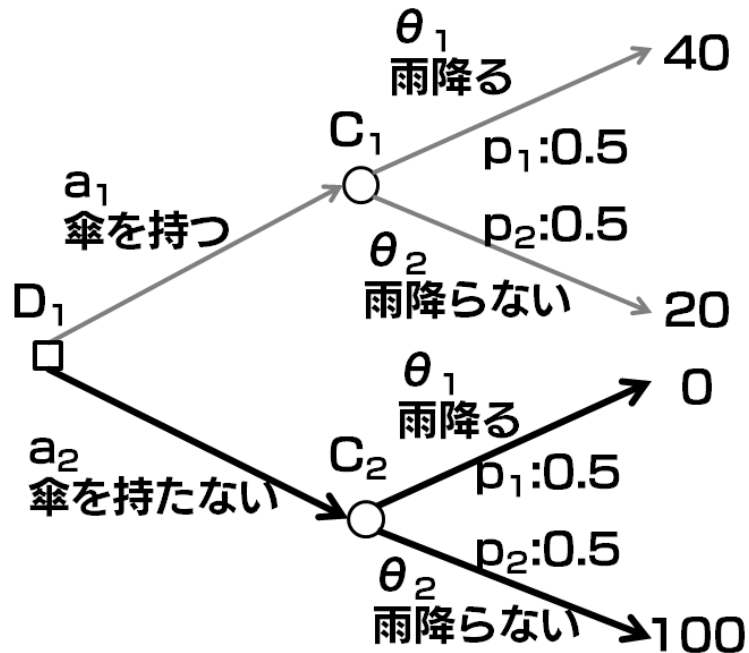 θ₁
雨降る
40
C₁
p₁:0.5
a₁
傘を持つ
p₂:0.5
θ₂
雨降らない
D₁
20
θ₁
雨降る
0
a₂
傘を持たない
C₂
p₁:0.5
p₂:0.5
θ₂
雨降らない
100